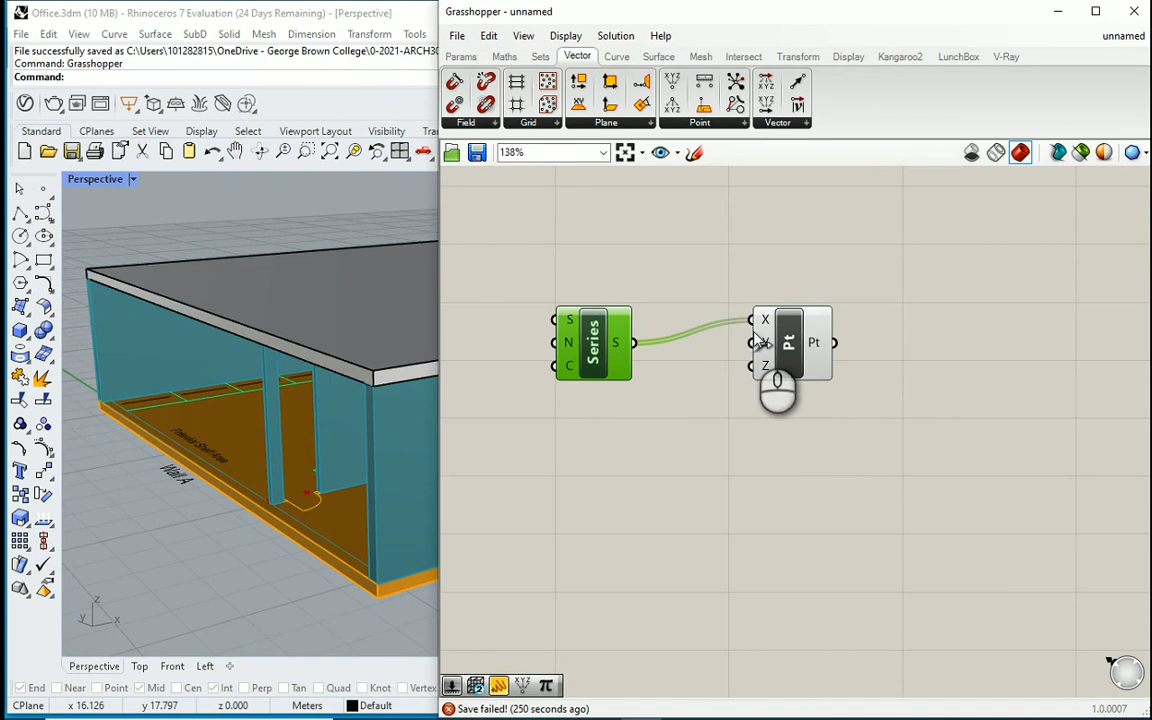 Office.3dm (10 MB) - Rhinoceros 7 Evaluation (24 Days Remaining) - [Perspective]
File Edit View Curve Surface SubD Solid Mesh Dimension Transform Tools
File successfully saved as C:\Users\101282815\OneDrive - George Brown College\0-2021-ARCH30
Command: Grasshopper
Command:
Standard CPlanes Set View Display Select Viewport Layout Visibility Tra
Perspective
Potential Shelf Area
Wall A
z
y x
Perspective Top Front Left
End Near Point Mid Cen Int Perp Tan Quad Knot Vertex
CPlane x 16.126 y 17.797 z 0.000 Meters Default
Grasshopper - unnamed
File Edit View Display Solution Help unnamed
Params Maths Sets Vector Curve Surface Mesh Intersect Transform Display Kangaroo2 LunchBox V-Ray
Field Grid Plane Point Vector
138%
S N C Series S
X Y Z Pt Pt
Save failed! (250 seconds ago) 1.0.0007